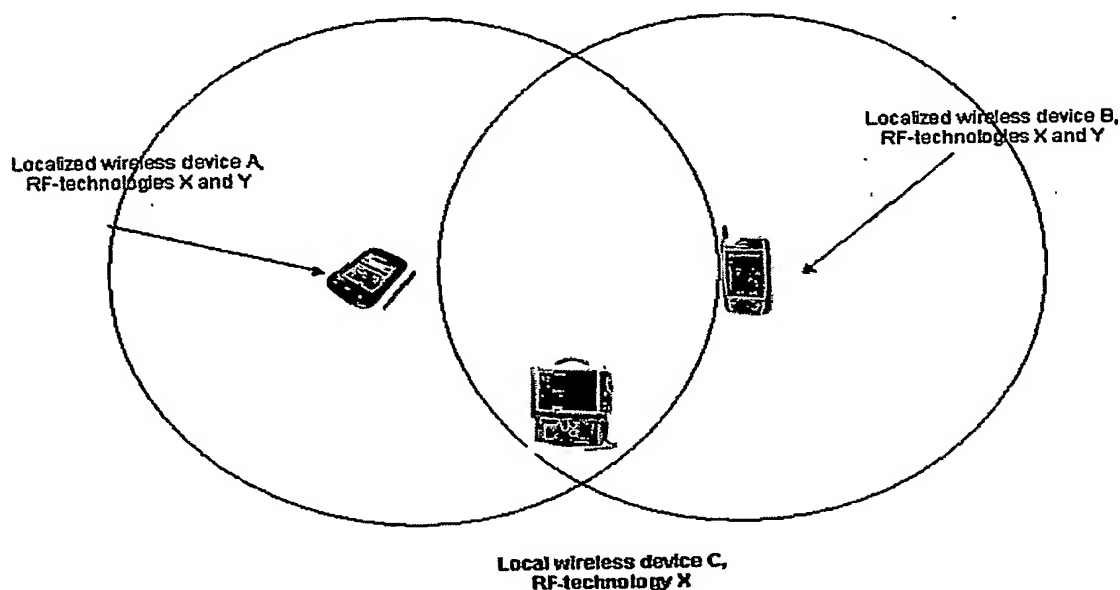 Localized wireless device B,
RF-technologies X and Y
Localized wireless device A,
RF-technologies X and Y
Local wireless device C,
RF-technology X